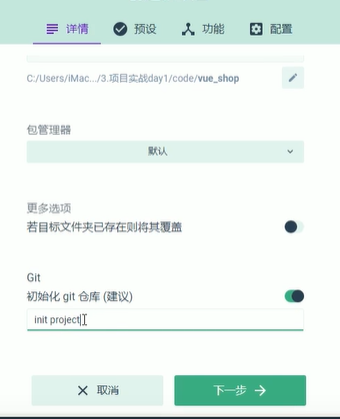 详情 预设 功能 配置
C:/Users/iMac.../3.项目实战day1/code/vue_shop
包管理器
默认
更多选项
若目标文件夹已存在则将其覆盖
Git
初始化 git 仓库 (建议)
init project
取消 下一步